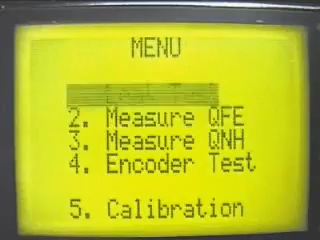 MENU
2. Measure QFE
3. Measure QNH
4. Encoder Test
5. Calibration